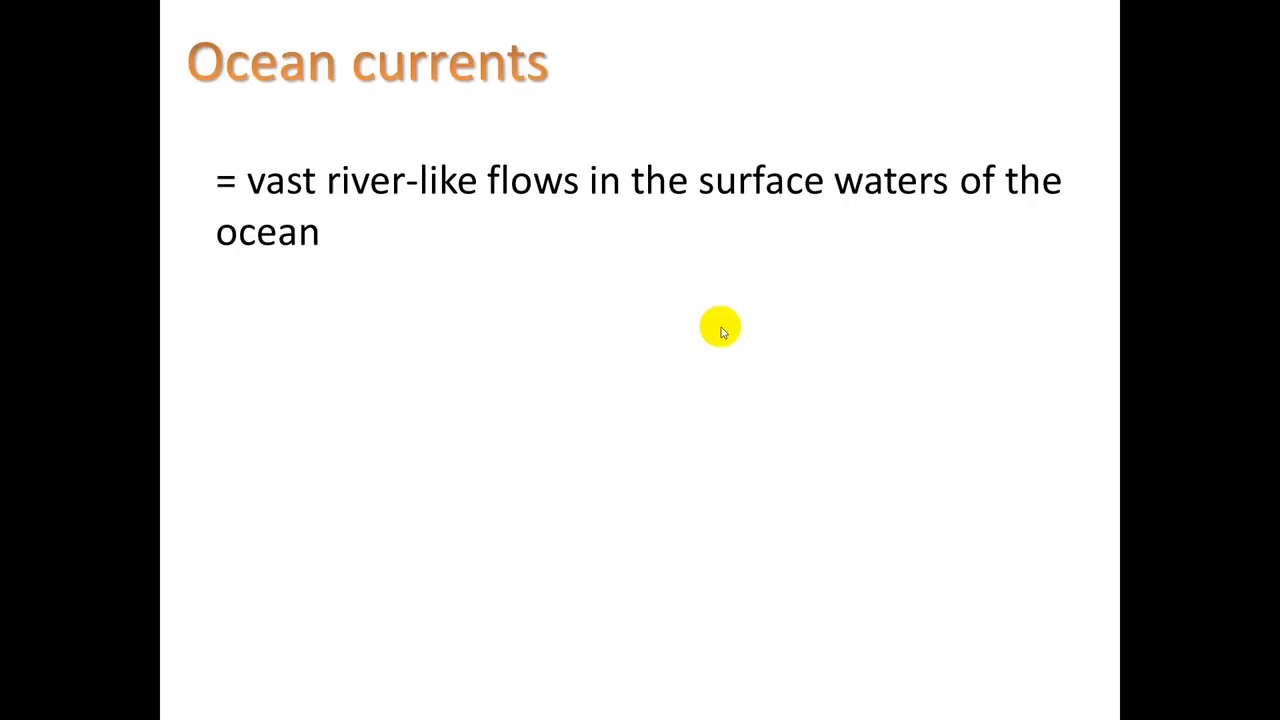 Ocean currents
= vast river-like flows in the surface waters of the
ocean